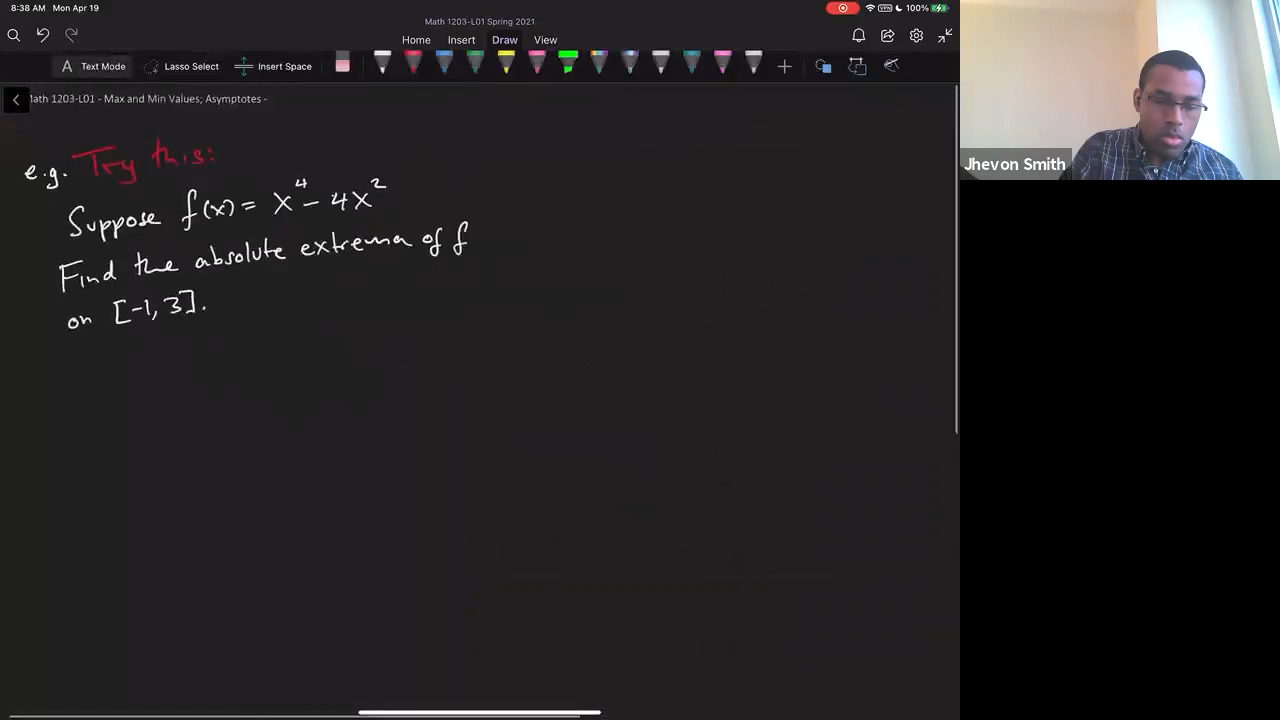 8:38 AM Mon Apr 19
100%
Math 1203-L01 Spring 2021
Home Insert Draw View
Text Mode Lasso Select Insert Space
Math 1203-L01 - Max and Min Values; Asymptotes -
e.g. Try this:
Suppose f(x) = x⁴ - 4x²
Find the absolute extrema of f
on [-1, 3].
Jhevon Smith